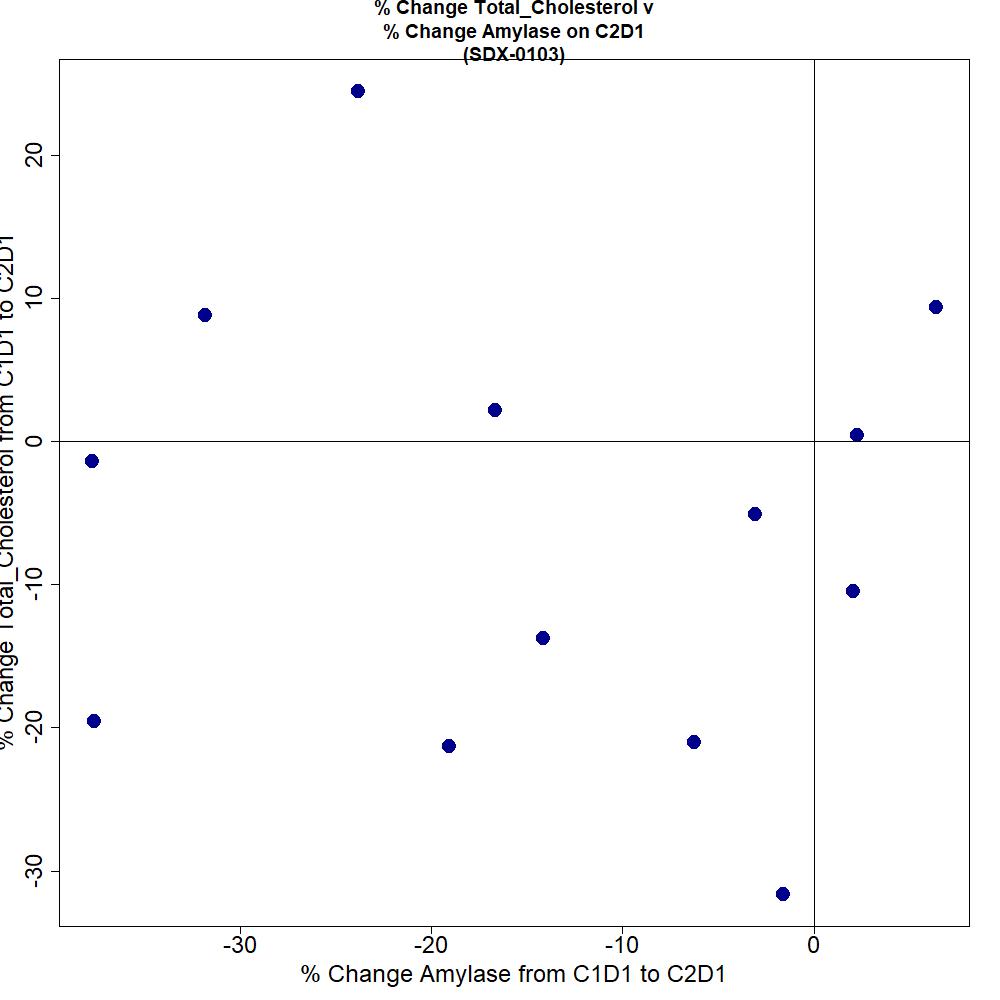 % Change Total_Cholesterol v
% Change Amylase on C2D1
(SDX-0103)
% Change Total_Cholesterol from C1D1 to C2D1
20
10
0
-10
-20
-30
-30 -20 -10 0
% Change Amylase from C1D1 to C2D1